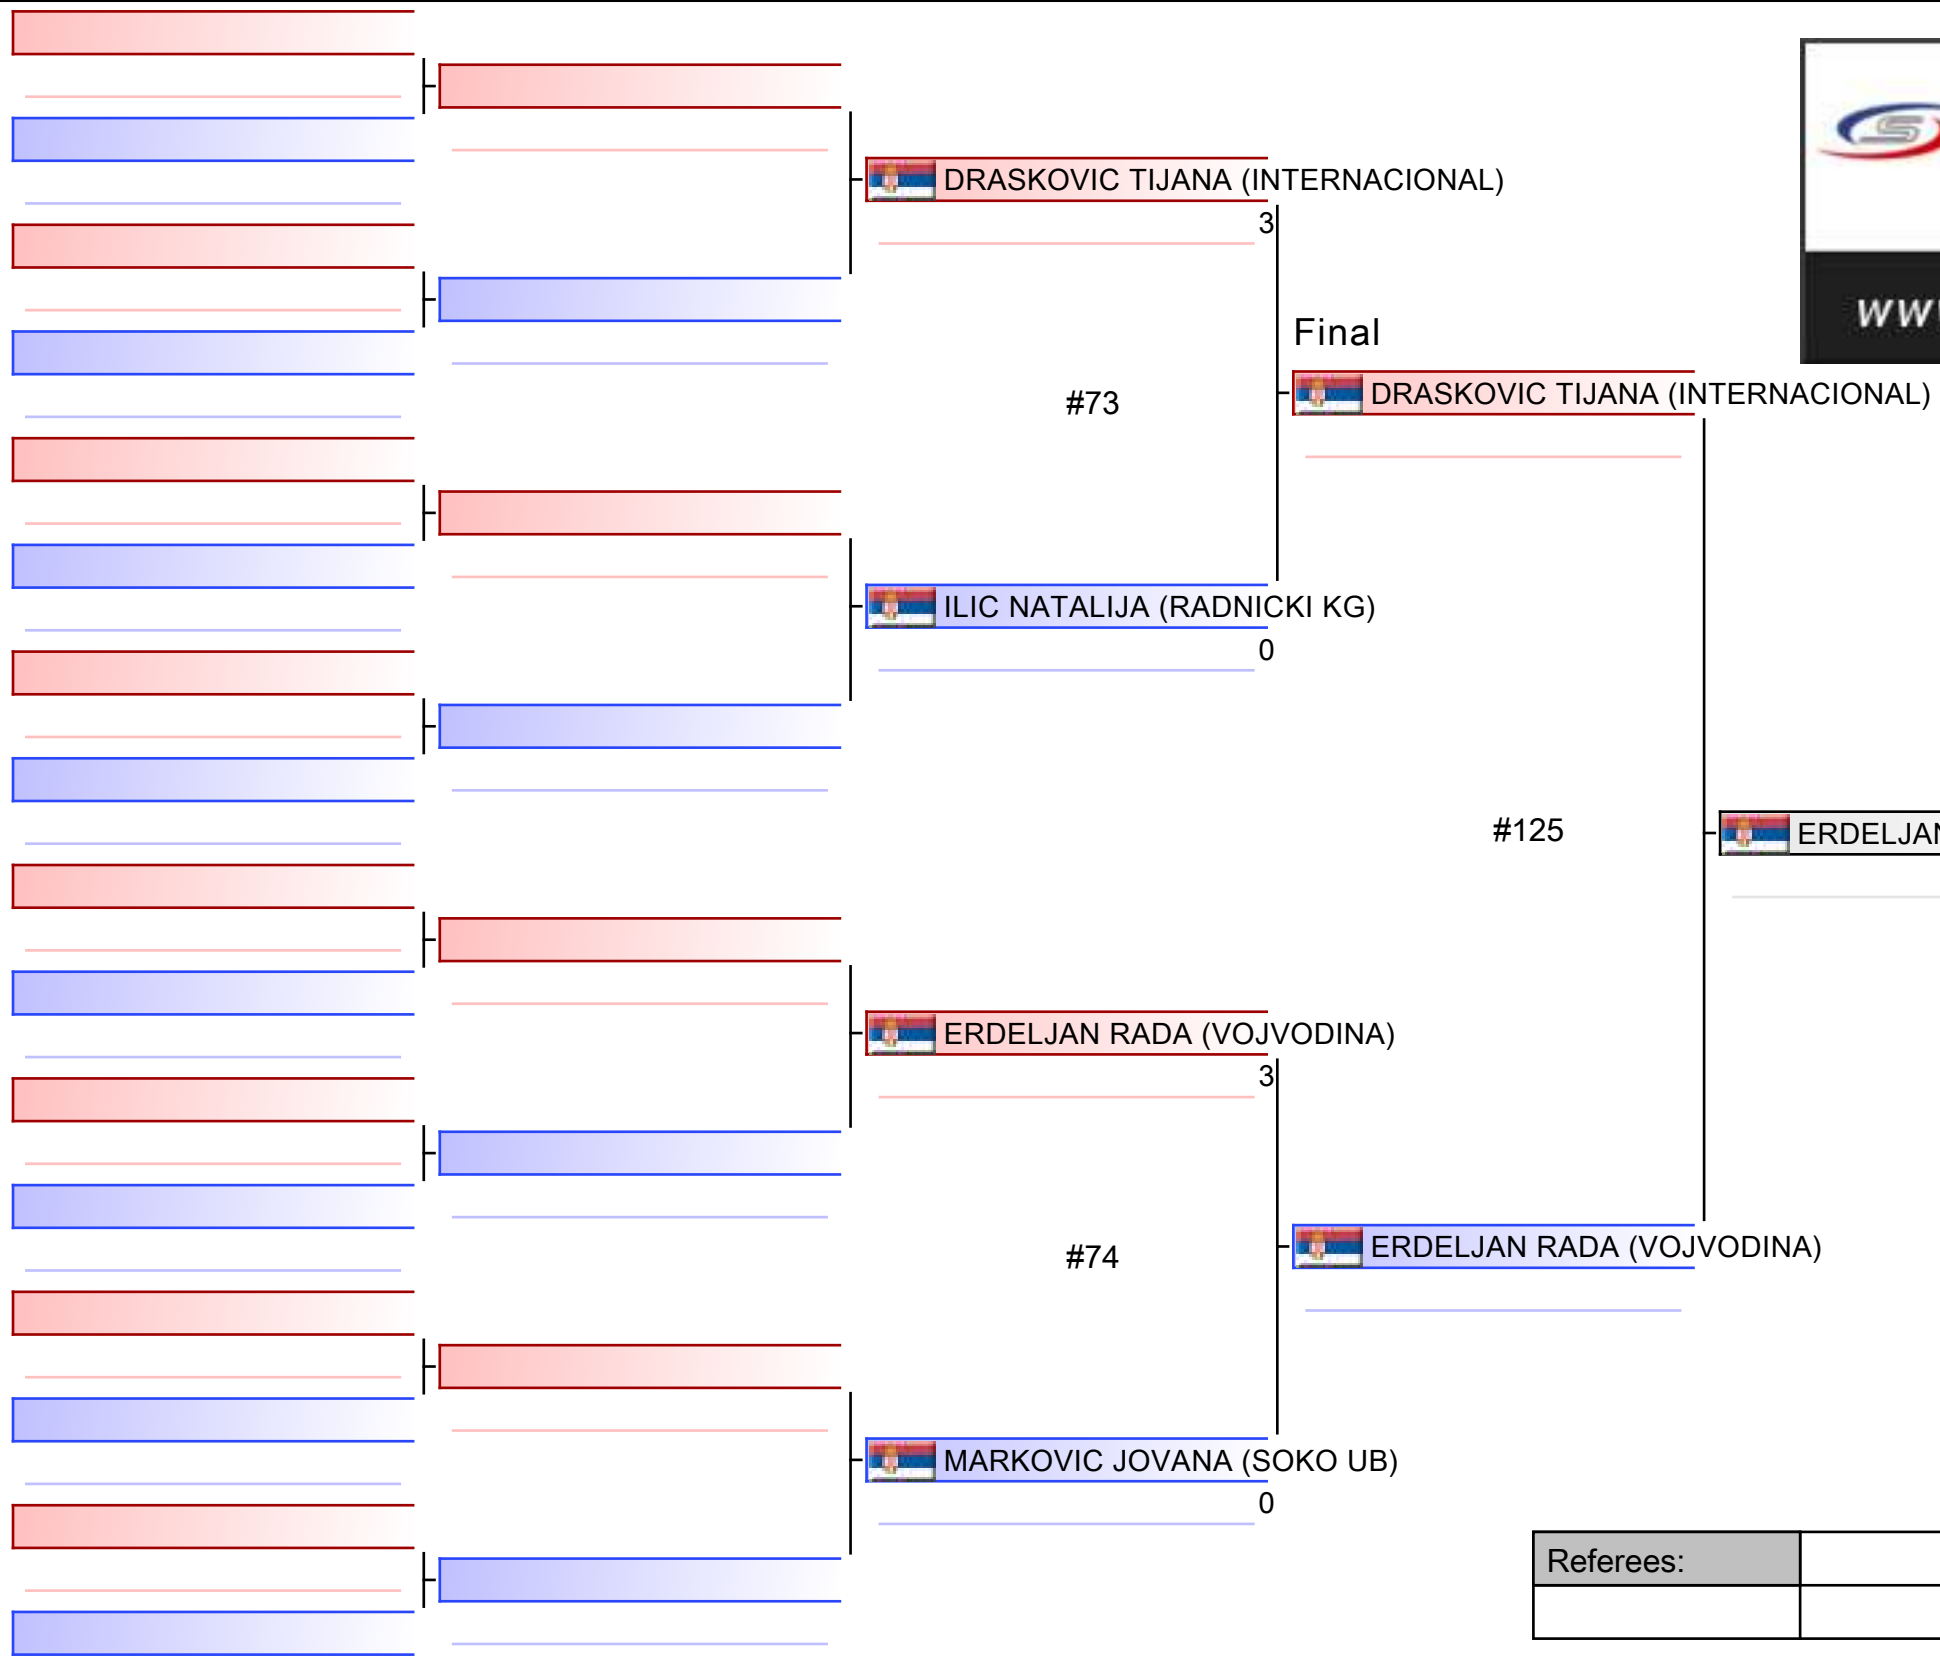 DRASKOVIC TIJANA (INTERNACIONAL)
3
Final
#73
DRASKOVIC TIJANA (INTERNACIONAL)
ILIC NATALIJA (RADNICKI KG)
0
#125
ERDELJAN
ERDELJAN RADA (VOJVODINA)
3
#74
ERDELJAN RADA (VOJVODINA)
MARKOVIC JOVANA (SOKO UB)
0
Referees: